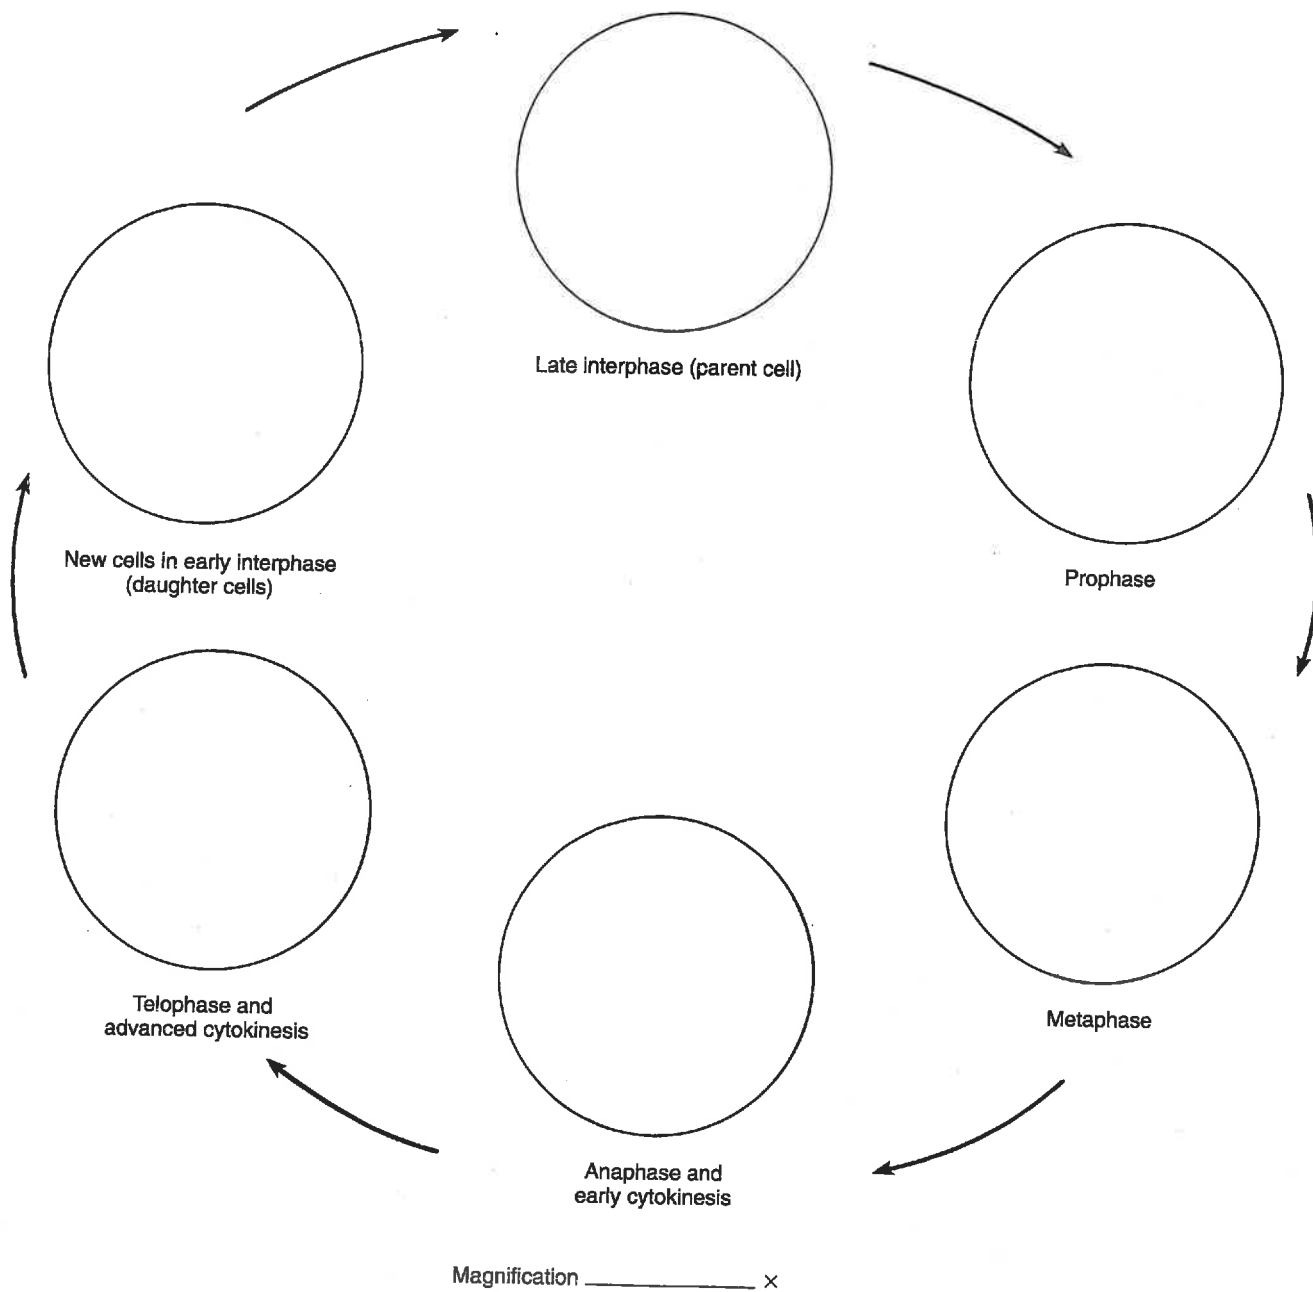 Late interphase (parent cell)
New cells in early interphase
(daughter cells)
Prophase
Telophase and
advanced cytokinesis
Metaphase
Anaphase and
early cytokinesis
Magnification ______________ ×